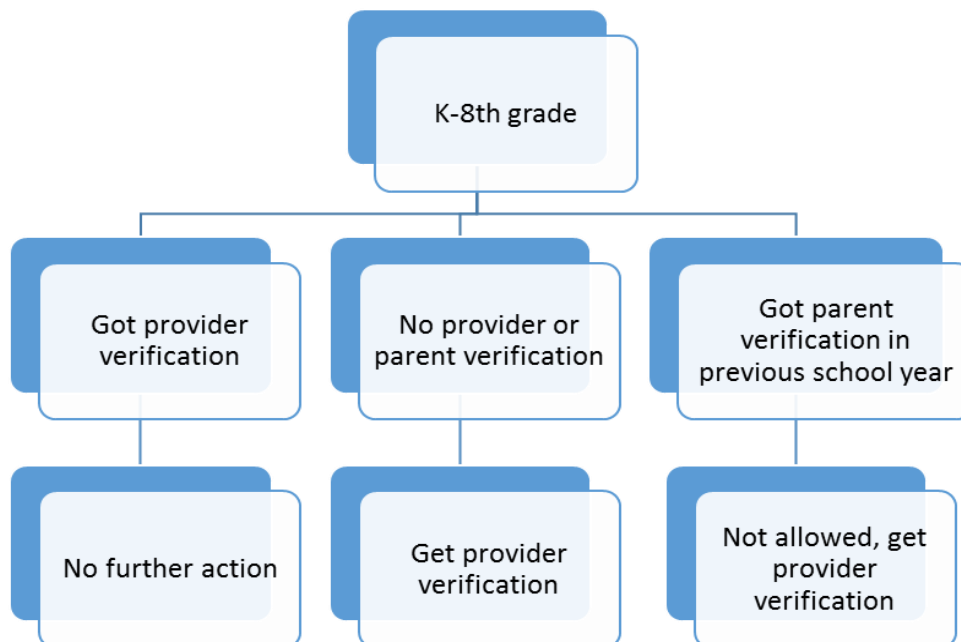 K-8th grade
Got provider
verification
No provider or
parent verification
Got parent
verification in
previous school year
No further action
Get provider
verification
Not allowed, get
provider
verification